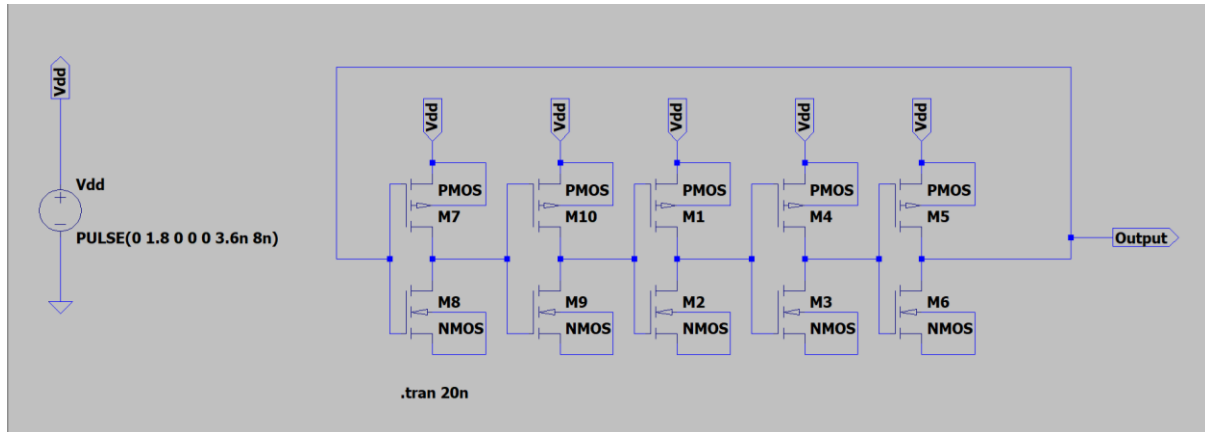 Vdd
Vdd
PULSE(0 1.8 0 0 0 3.6n 8n)
Vdd
Vdd
Vdd
Vdd
Vdd
PMOS
M7
PMOS
M10
PMOS
M1
PMOS
M4
PMOS
M5
Output
M8
NMOS
M9
NMOS
M2
NMOS
M3
NMOS
M6
NMOS
.tran 20n